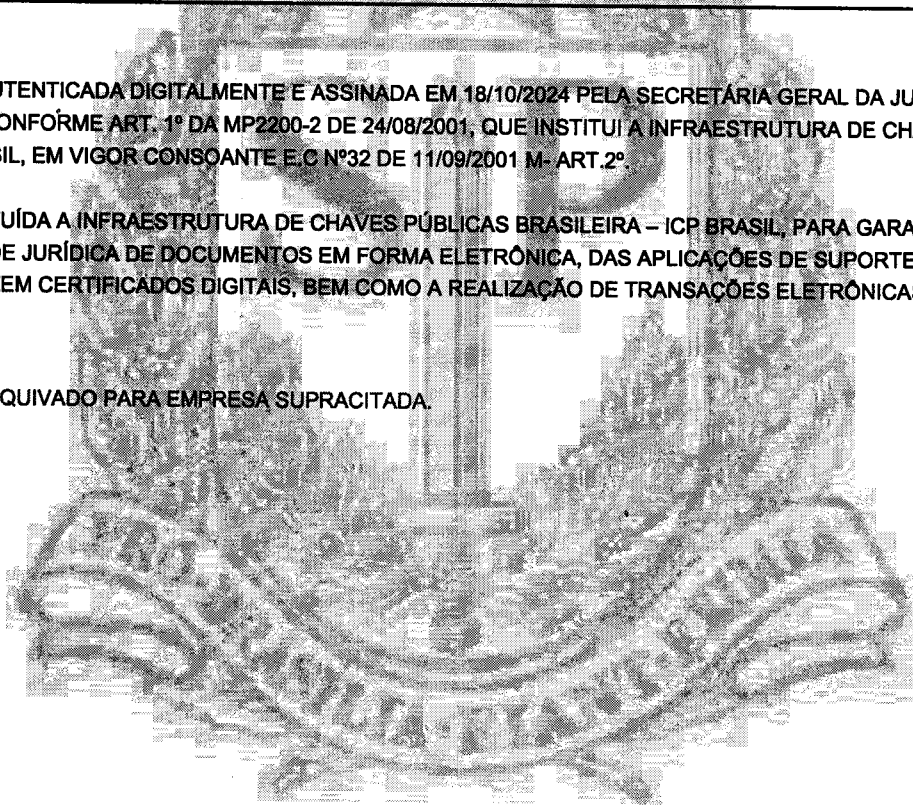 UTENTICADA DIGITALMENTE E ASSINADA EM 18/10/2024 PELA SECRETÁRIA GERAL DA JU
ONFORME ART. 1º DA MP2200-2 DE 24/08/2001, QUE INSTITUI A INFRAESTRUTURA DE CH
SIL, EM VIGOR CONSOANTE E.C Nº32 DE 11/09/2001 M- ART.2º.
UÍDA A INFRAESTRUTURA DE CHAVES PÚBLICAS BRASILEIRA – ICP BRASIL, PARA GARA
DE JURÍDICA DE DOCUMENTOS EM FORMA ELETRÔNICA, DAS APLICAÇÕES DE SUPORTE
EM CERTIFICADOS DIGITAIS, BEM COMO A REALIZAÇÃO DE TRANSAÇÕES ELETRÔNICAS
QUIVADO PARA EMPRESA SUPRACITADA.
SP